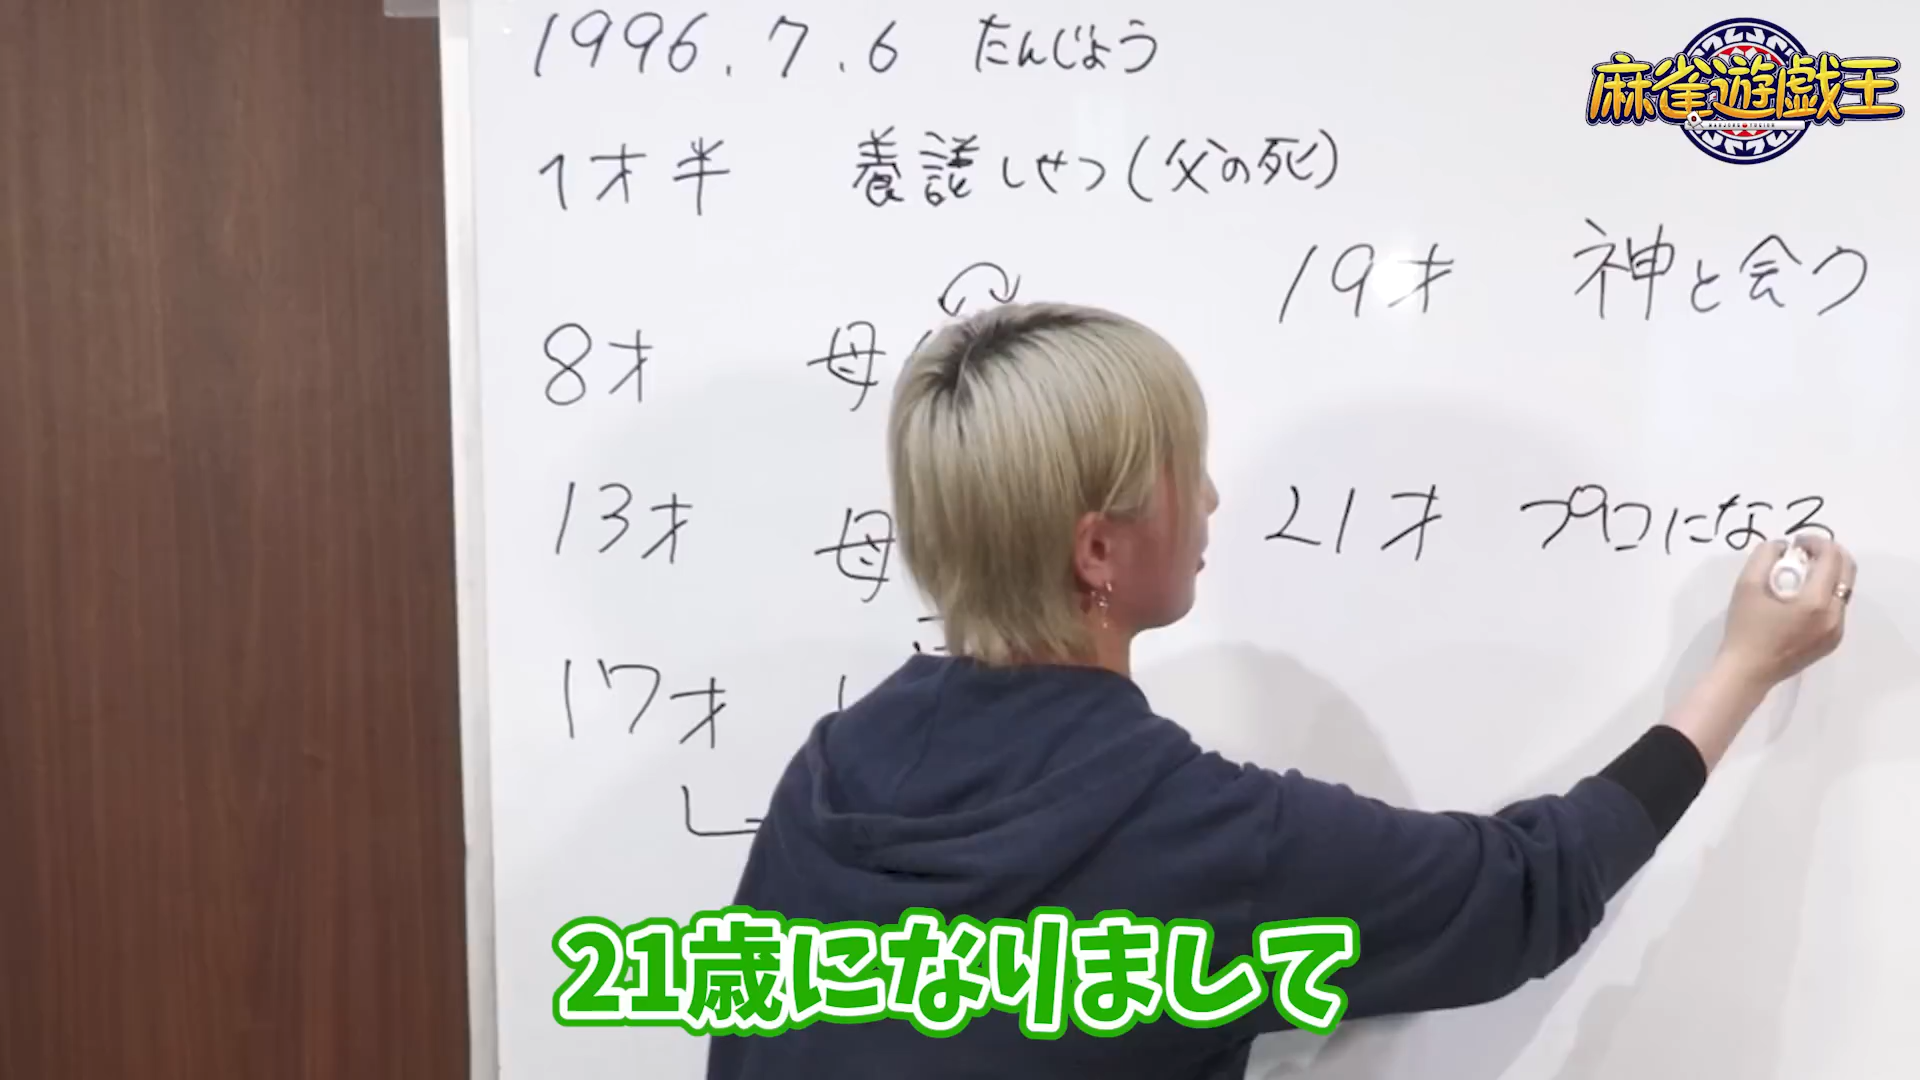 麻雀遊戯王
1996.7.6 たんじょう
1才半 養護しせつ(父の死)
8才 母
13才 母
17才
19才 神と会う
21才 プロになる
21歳になりまして